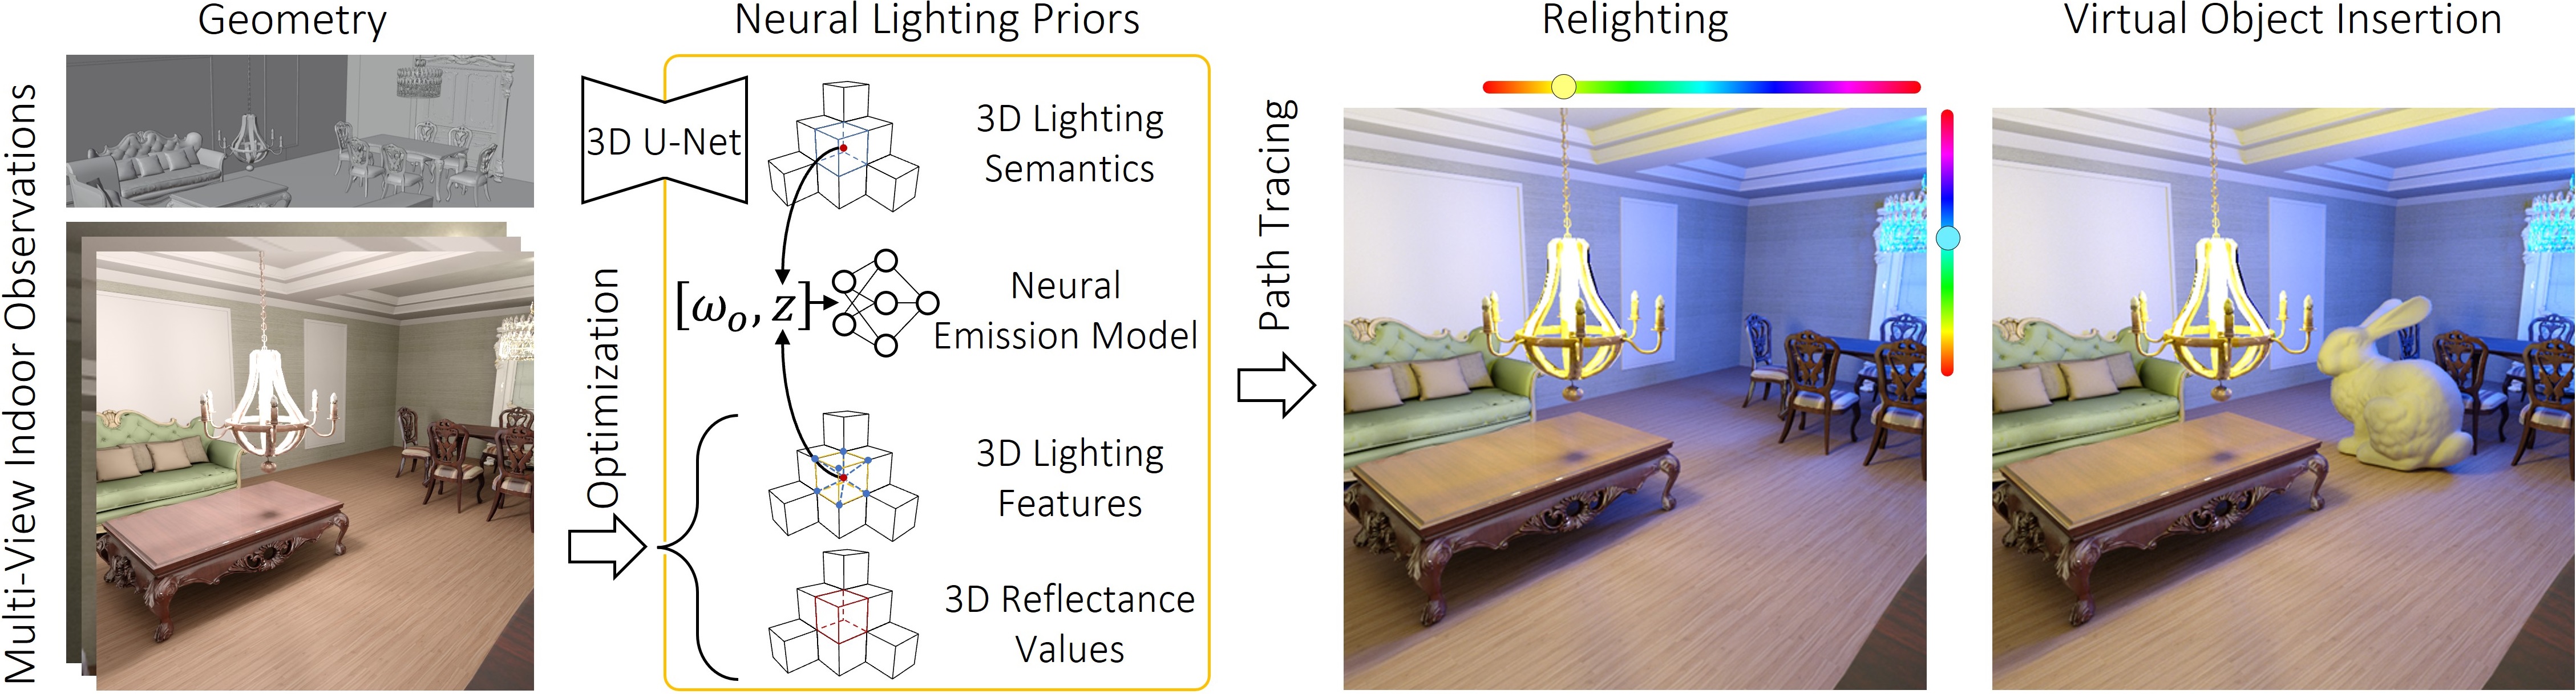 Geometry
Neural Lighting Priors
Relighting
Virtual Object Insertion
Multi-View Indoor Observations
3D U-Net
3D Lighting
Semantics
Optimization
[ωₒ, z]
Neural
Emission Model
3D Lighting
Features
3D Reflectance
Values
Path Tracing